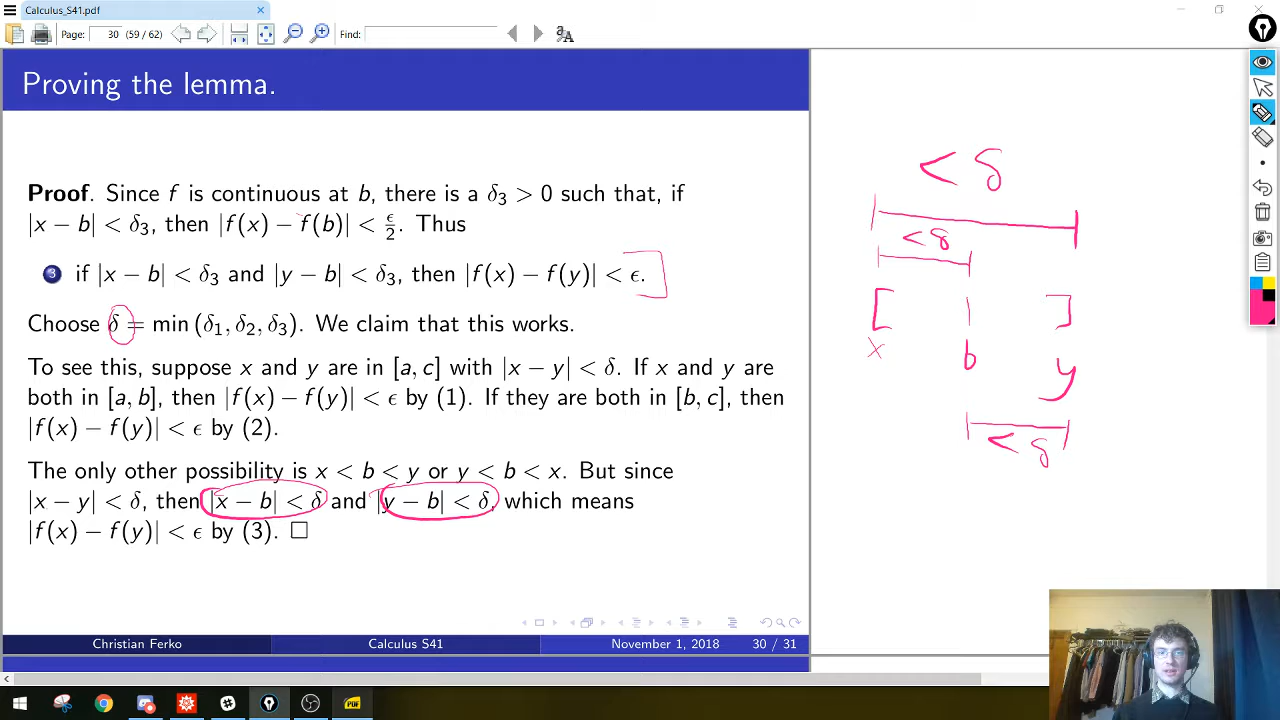 Calculus_S41.pdf
Page: 30 (59 / 62) Find:
Proving the lemma.
Proof. Since f is continuous at b, there is a δ₃ > 0 such that, if
|x − b| < δ₃, then |f(x) − f(b)| < ϵ/2. Thus
3 if |x − b| < δ₃ and |y − b| < δ₃, then |f(x) − f(y)| < ϵ.
Choose δ = min (δ₁, δ₂, δ₃). We claim that this works.
To see this, suppose x and y are in [a, c] with |x − y| < δ. If x and y are
both in [a, b], then |f(x) − f(y)| < ϵ by (1). If they are both in [b, c], then
|f(x) − f(y)| < ϵ by (2).
The only other possibility is x < b < y or y < b < x. But since
|x − y| < δ, then |x − b| < δ and |y − b| < δ, which means
|f(x) − f(y)| < ϵ by (3). □
< δ
< δ
[ | ]
x b y
< δ
Christian Ferko Calculus S41 November 1, 2018 30 / 31